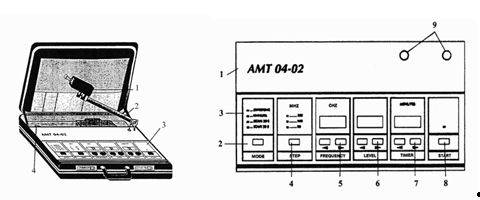 1
2
3
4
AMT 04-02
9
1
AMT 04-02
3
MHZ
GHZ
MINUTES
2
MODE
STEP
FREQUENCY
LEVEL
TIMER
START
4
5
6
7
8